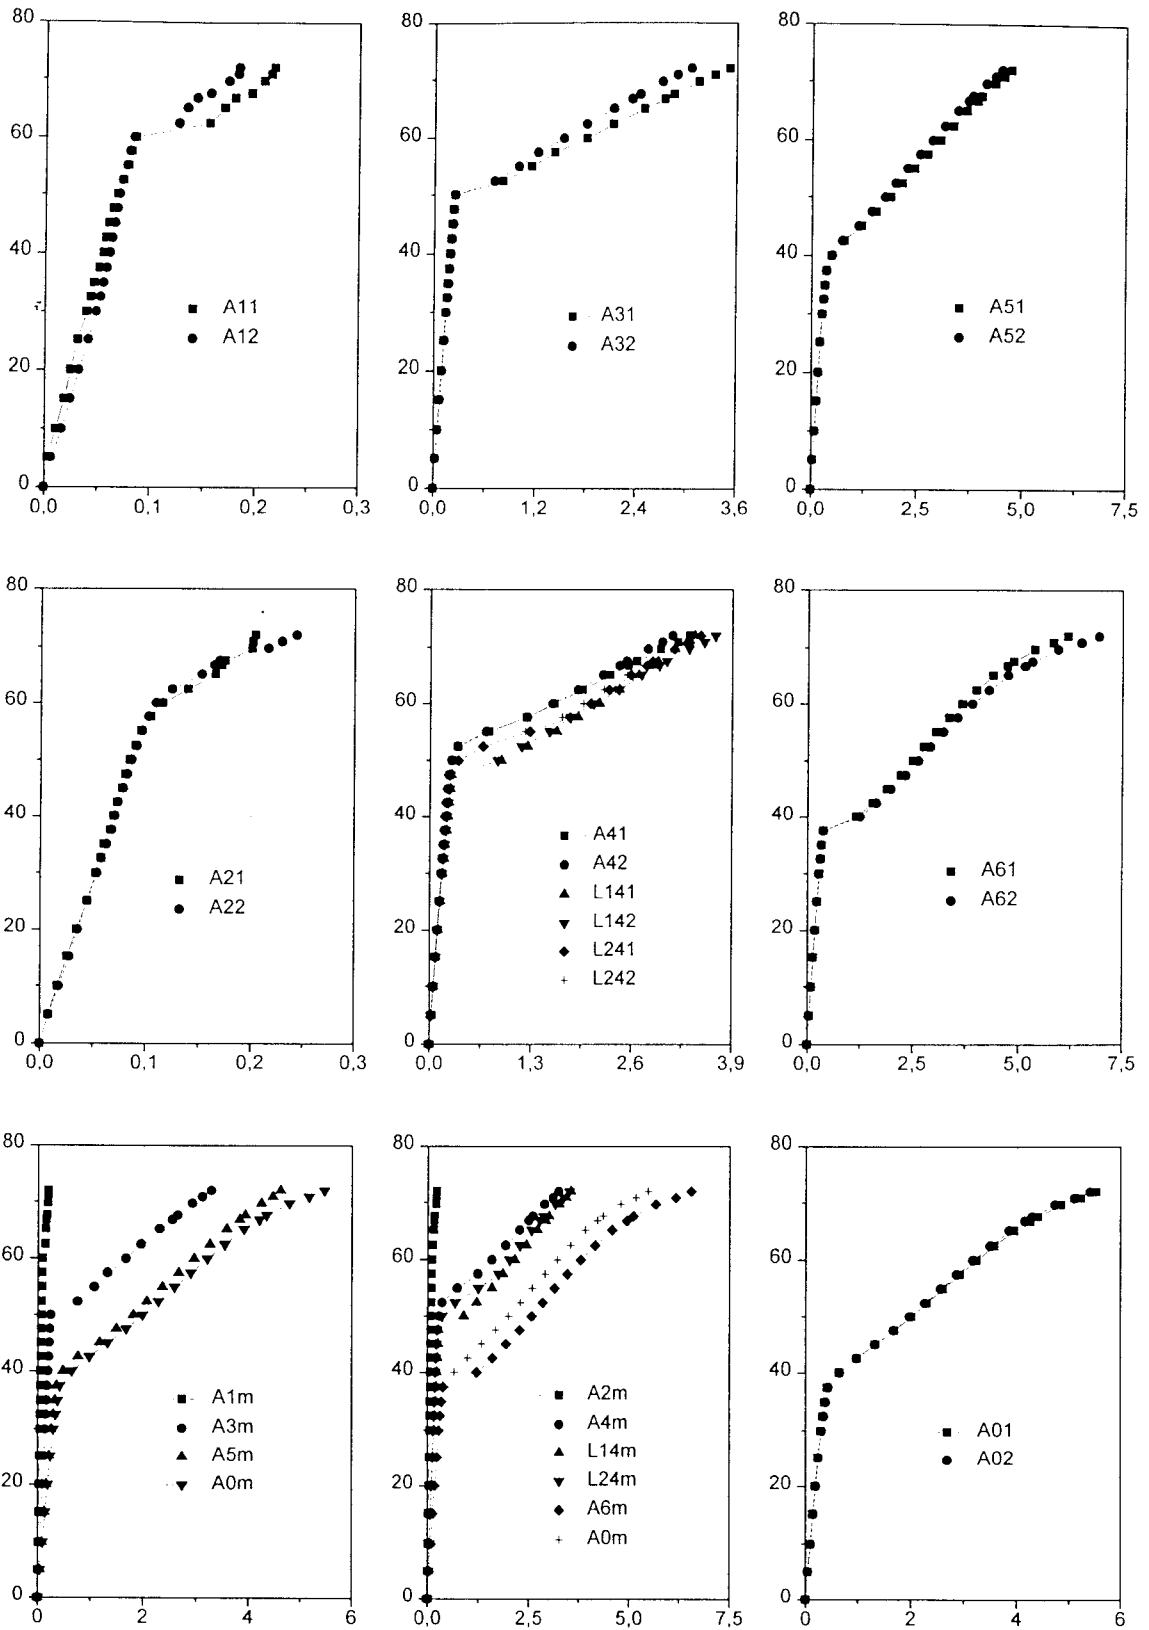 80
60
40
20
0
0,0 0,1 0,2 0,3
A11
A12
80
60
40
20
0
0,0 1,2 2,4 3,6
A31
A32
80
60
40
20
0
0,0 2,5 5,0 7,5
A51
A52
80
60
40
20
0
0,0 0,1 0,2 0,3
A21
A22
80
60
40
20
0
0,0 1,3 2,6 3,9
A41
A42
L141
L142
L241
L242
80
60
40
20
0
0,0 2,5 5,0 7,5
A61
A62
80
60
40
20
0
0 2 4 6
A1m
A3m
A5m
A0m
80
60
40
20
0
0,0 2,5 5,0 7,5
A2m
A4m
L14m
L24m
A6m
A0m
80
60
40
20
0
0 2 4 6
A01
A02